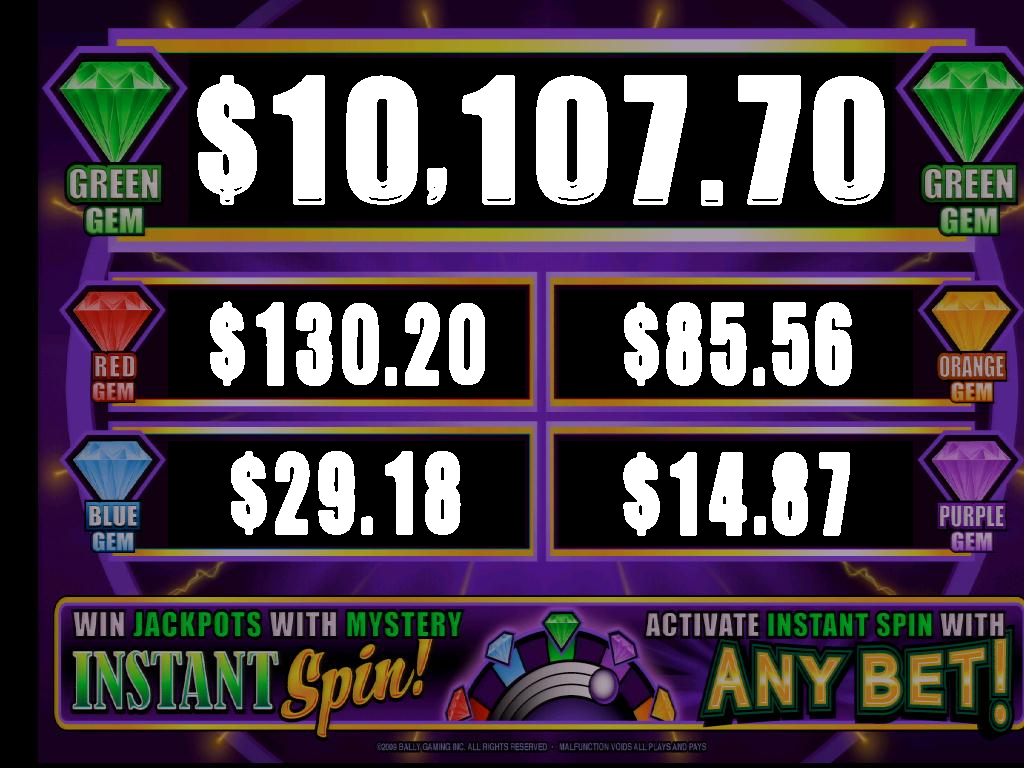 $10,107.70
GREEN GEM
GREEN GEM
$130.20
RED GEM
$85.56
ORANGE GEM
$29.18
BLUE GEM
$14.87
PURPLE GEM
WIN JACKPOTS WITH MYSTERY
INSTANT Spin!
ACTIVATE INSTANT SPIN WITH
ANY BET!
©2009 BALLY GAMING INC. ALL RIGHTS RESERVED · MALFUNCTION VOIDS ALL PLAYS AND PAYS